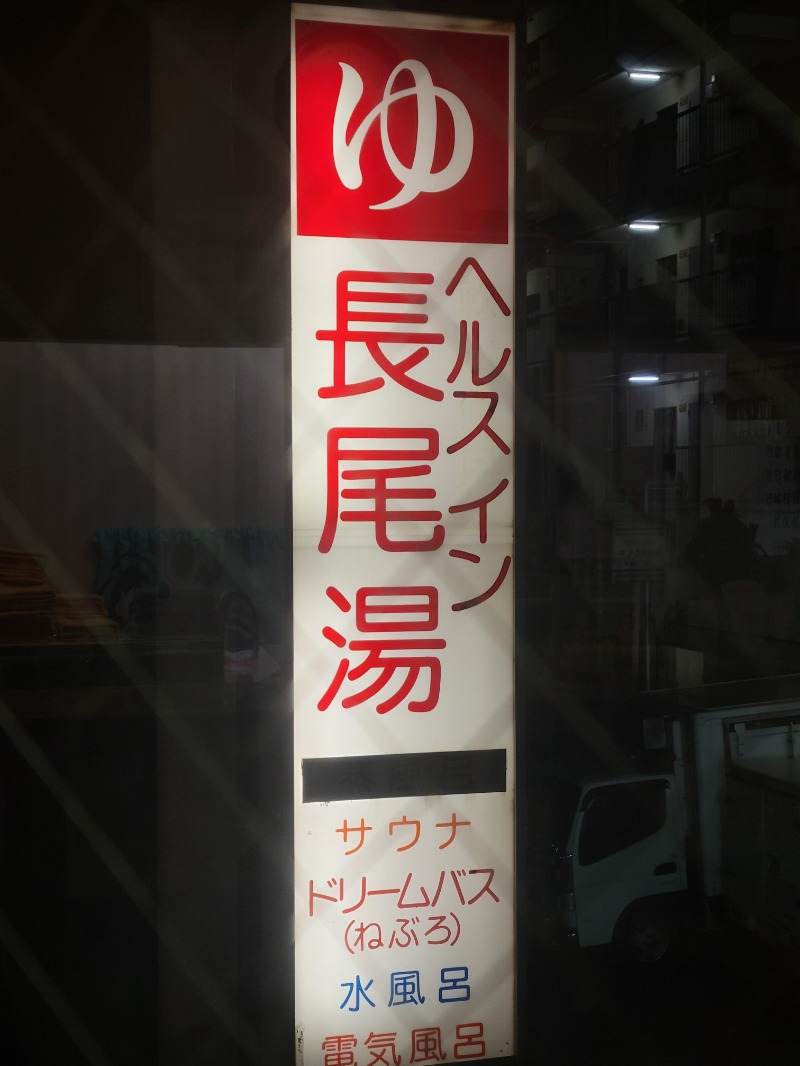 ゆ
ヘルスイン
長尾湯
サウナ
ドリームバス
(ねぶろ)
水風呂
電気風呂